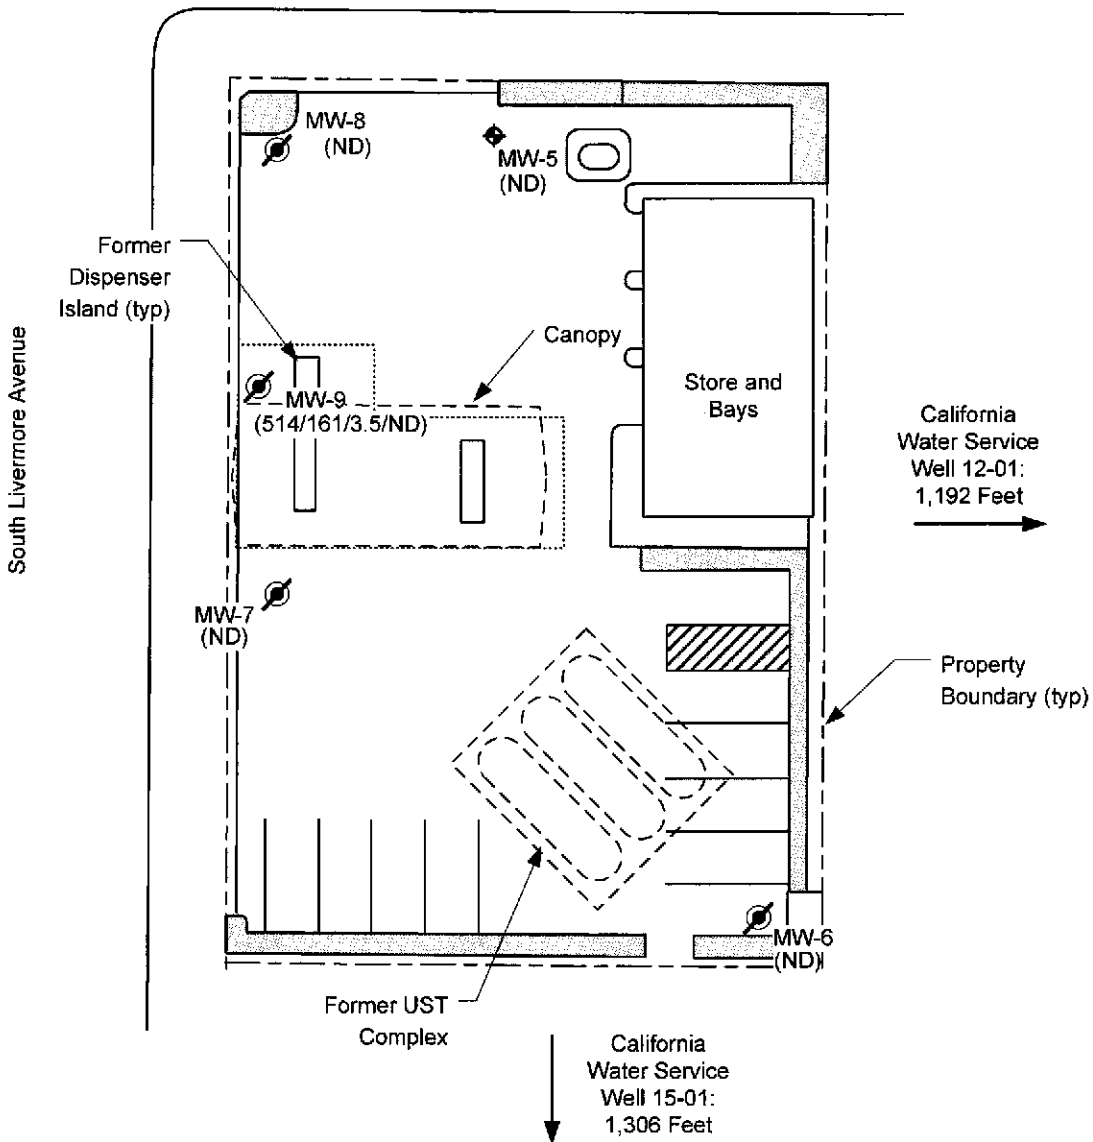 MW-8
(ND)
MW-5
(ND)
Former
Dispenser
Island (typ)
South Livermore Avenue
Canopy
MW-9
(514/161/3.5/ND)
Store and
Bays
California
Water Service
Well 12-01:
1,192 Feet
MW-7
(ND)
Property
Boundary (typ)
MW-6
(ND)
Former UST
Complex
California
Water Service
Well 15-01:
1,306 Feet